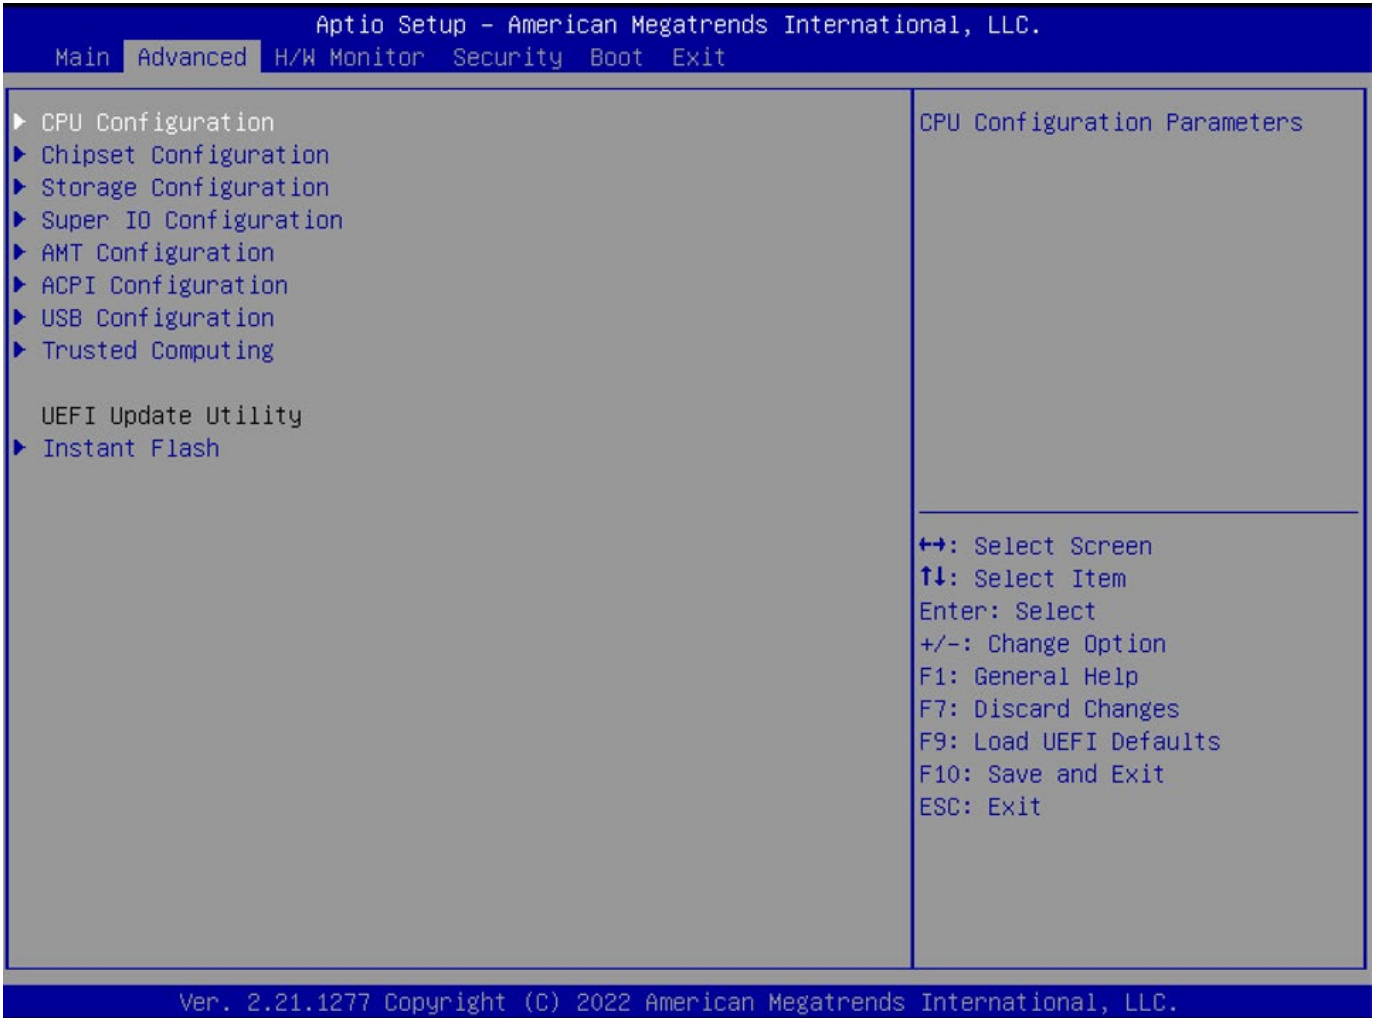 Aptio Setup – American Megatrends International, LLC.
Main Advanced H/W Monitor Security Boot Exit
CPU Configuration
Chipset Configuration
Storage Configuration
Super IO Configuration
AMT Configuration
ACPI Configuration
USB Configuration
Trusted Computing
UEFI Update Utility
Instant Flash
CPU Configuration Parameters
↔: Select Screen
↑↓: Select Item
Enter: Select
+/-: Change Option
F1: General Help
F7: Discard Changes
F9: Load UEFI Defaults
F10: Save and Exit
ESC: Exit
Ver. 2.21.1277 Copyright (C) 2022 American Megatrends International, LLC.